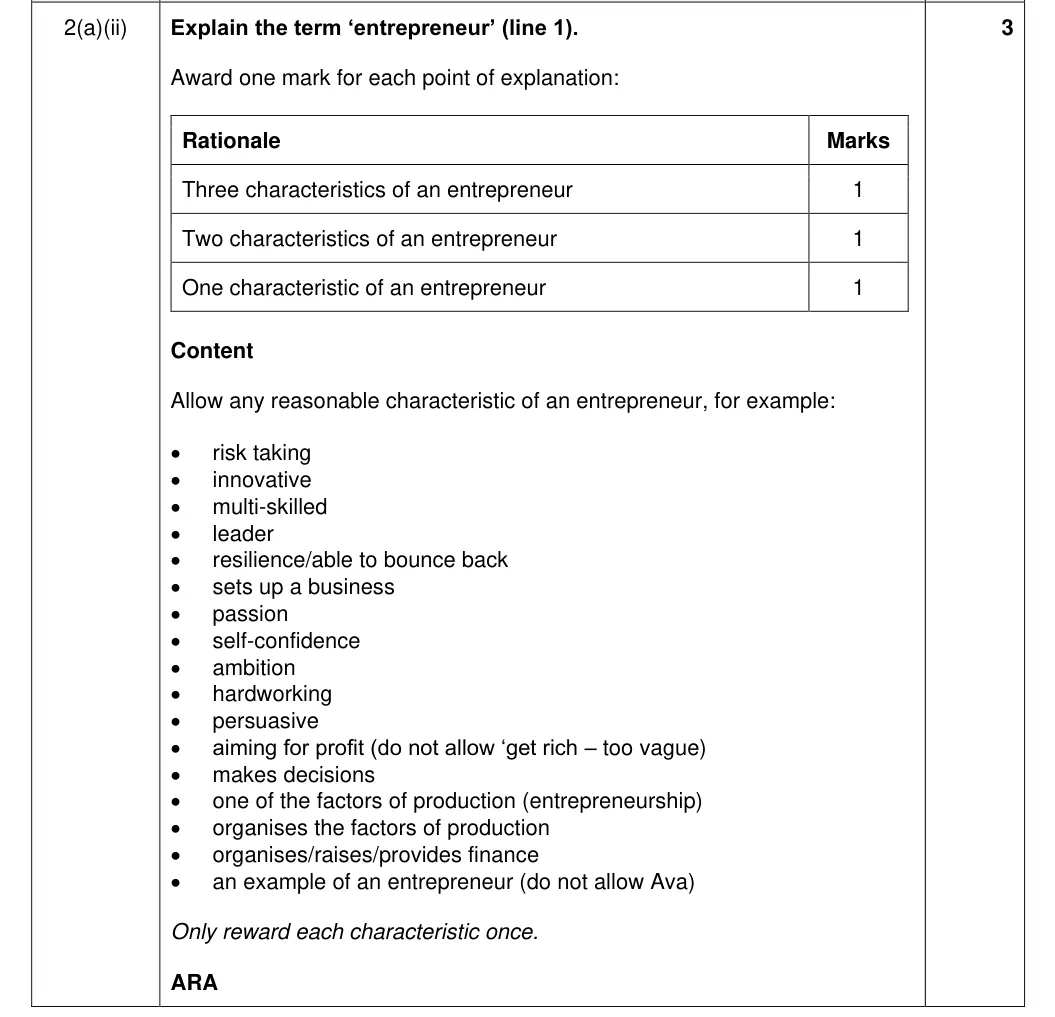 2(a)(ii) Explain the term ‘entrepreneur’ (line 1). 3
Award one mark for each point of explanation:
Rationale Marks
Three characteristics of an entrepreneur 1
Two characteristics of an entrepreneur 1
One characteristic of an entrepreneur 1
Content
Allow any reasonable characteristic of an entrepreneur, for example:
• risk taking
• innovative
• multi-skilled
• leader
• resilience/able to bounce back
• sets up a business
• passion
• self-confidence
• ambition
• hardworking
• persuasive
• aiming for profit (do not allow ‘get rich – too vague)
• makes decisions
• one of the factors of production (entrepreneurship)
• organises the factors of production
• organises/raises/provides finance
• an example of an entrepreneur (do not allow Ava)
Only reward each characteristic once.
ARA